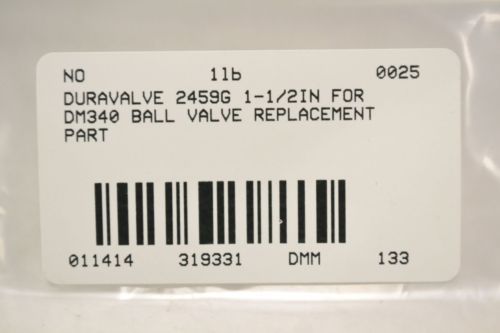 NO 1lb 0025
DURAVALVE 2459G 1-1/2IN FOR
DM340 BALL VALVE REPLACEMENT
PART
011414 319331 DMM 133